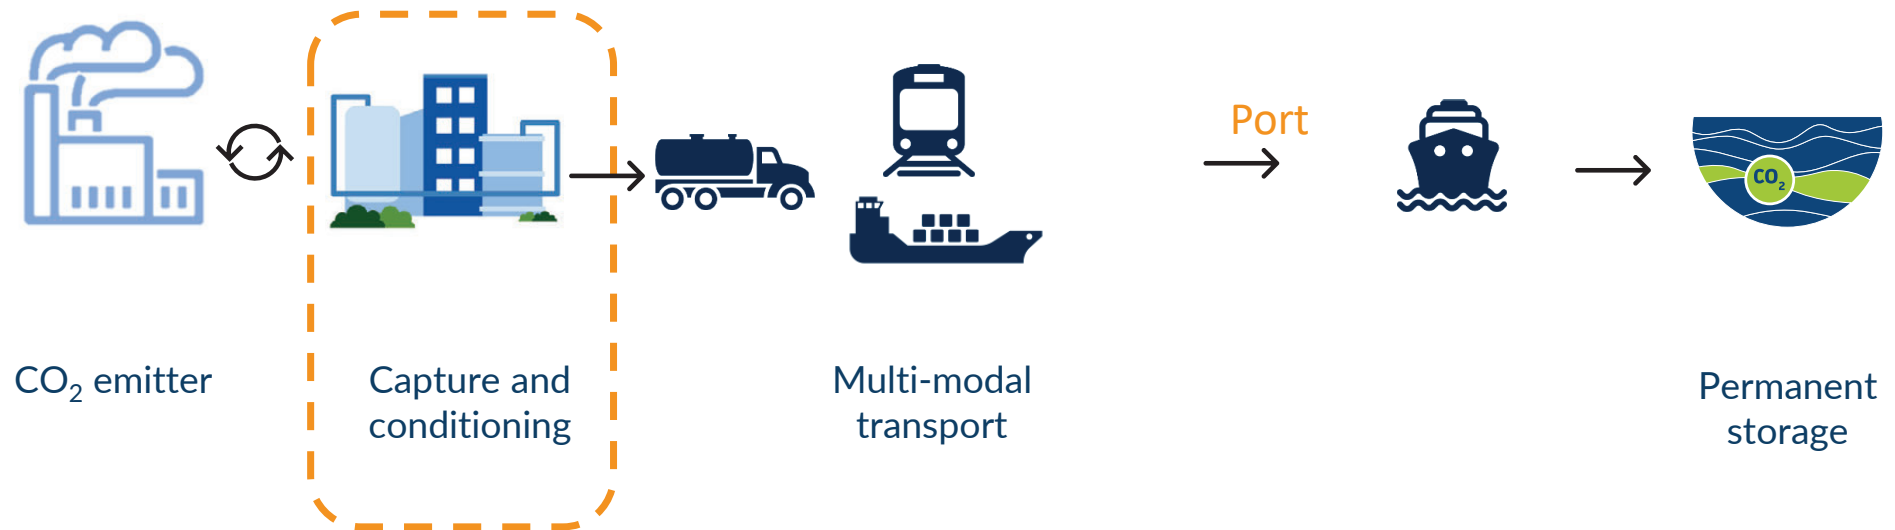 Port
CO₂
CO₂ emitter
Capture and
conditioning
Multi-modal
transport
Permanent
storage